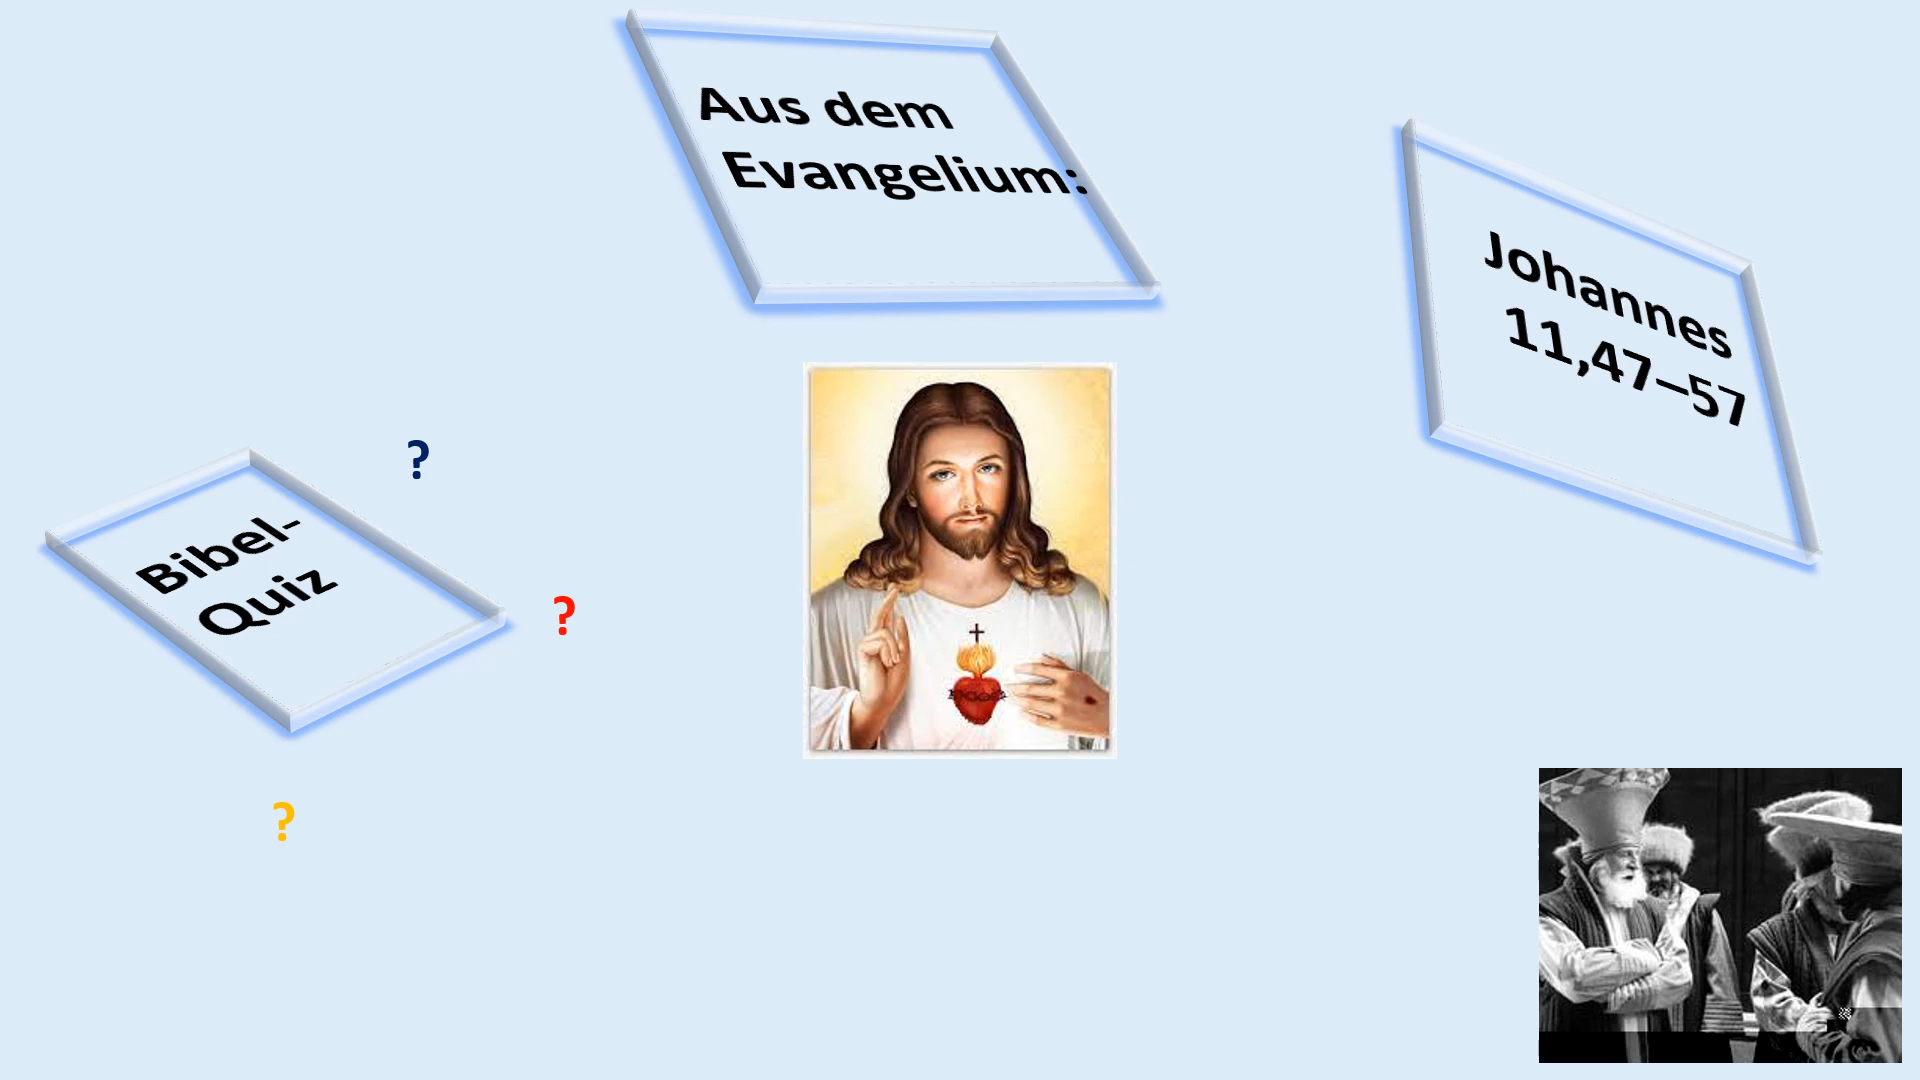 Aus dem
Evangelium:
Johannes
11,47–57
?
Bibel-
Quiz
?
?